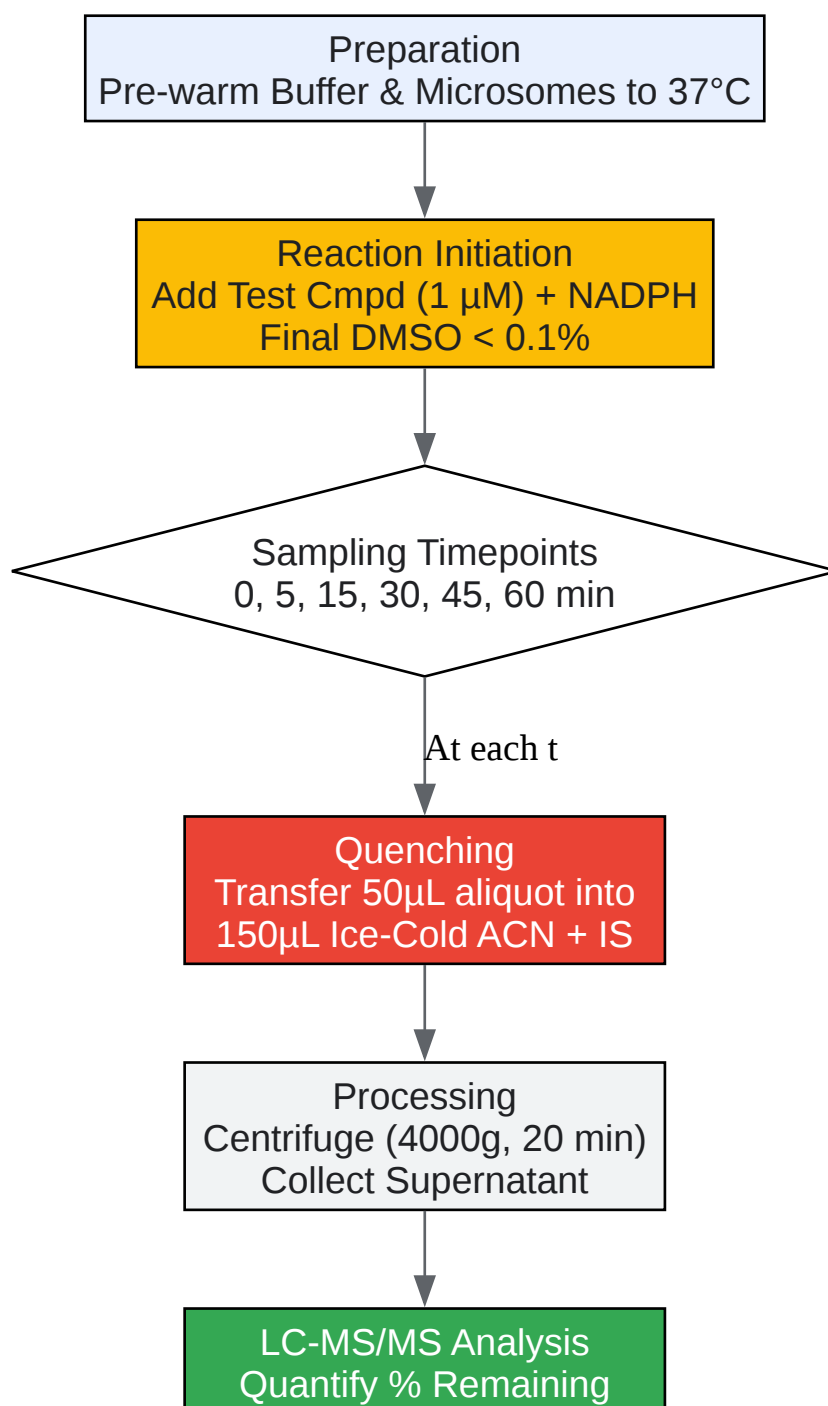 Preparation
Pre-warm Buffer & Microsomes to 37°C
Reaction Initiation
Add Test Cmpd (1 µM) + NADPH
Final DMSO < 0.1%
Sampling Timepoints
0, 5, 15, 30, 45, 60 min
At each t
Quenching
Transfer 50µL aliquot into
150µL Ice-Cold ACN + IS
Processing
Centrifuge (4000g, 20 min)
Collect Supernatant
LC-MS/MS Analysis
Quantify % Remaining